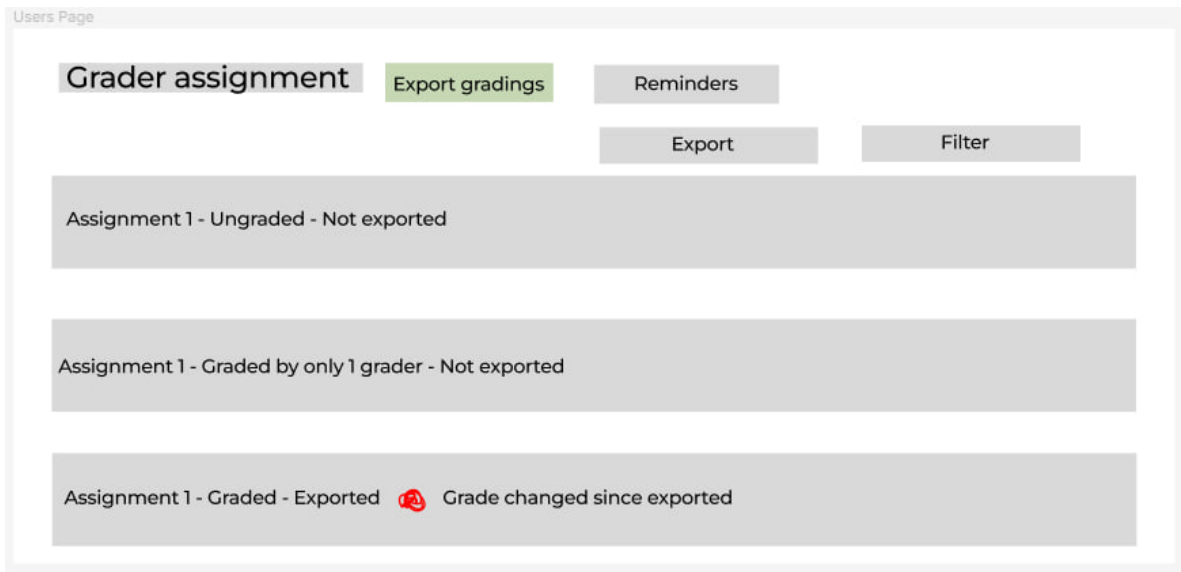 Users Page
Grader assignment
Export gradings
Reminders
Export
Filter
Assignment 1 - Ungraded - Not exported
Assignment 1 - Graded by only 1 grader - Not exported
Assignment 1 - Graded - Exported Grade changed since exported